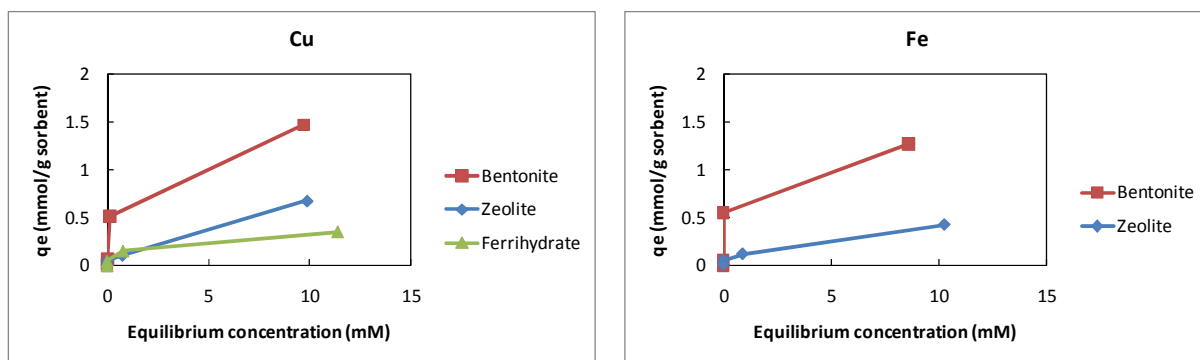 Cu
qe (mmol/g sorbent)
2
1.5
1
0.5
0
0 5 10 15
Equilibrium concentration (mM)
Bentonite
Zeolite
Ferrihydrate
Fe
qe (mmol/g sorbent)
2
1.5
1
0.5
0
0 5 10 15
Equilibrium concentration (mM)
Bentonite
Zeolite